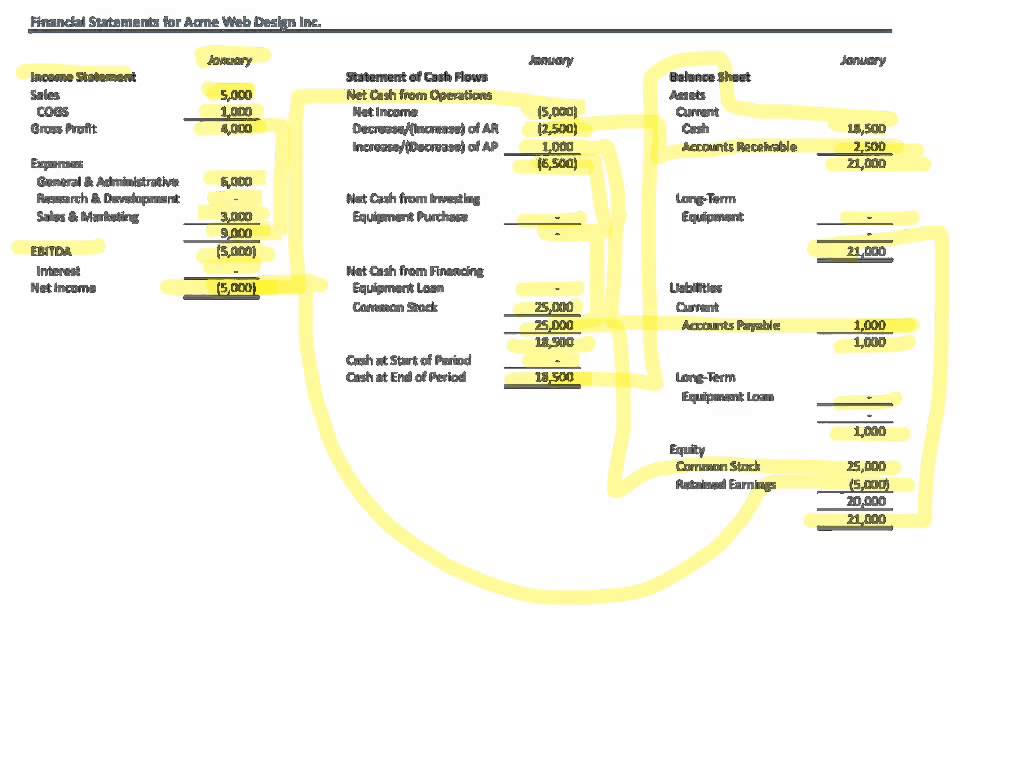 Financial Statements for Acme Web Design Inc.
January
Income Statement
Sales 5,000
COGS 1,000
Gross Profit 4,000
Expenses
General & Administrative 6,000
Research & Development -
Sales & Marketing 3,000
9,000
EBITDA (5,000)
Interest -
Net Income (5,000)
January
Statement of Cash Flows
Net Cash from Operations
Net Income (5,000)
Decrease/(Increase) of AR (2,500)
Increase/(Decrease) of AP 1,000
(6,500)
Net Cash from Investing
Equipment Purchase -
-
Net Cash from Financing
Equipment Loan -
Common Stock 25,000
25,000
18,500
Cash at Start of Period -
Cash at End of Period 18,500
January
Balance Sheet
Assets
Current
Cash 18,500
Accounts Receivable 2,500
21,000
Long-Term
Equipment -
-
21,000
Liabilities
Current
Accounts Payable 1,000
1,000
Long-Term
Equipment Loan -
-
1,000
Equity
Common Stock 25,000
Retained Earnings (5,000)
20,000
21,000